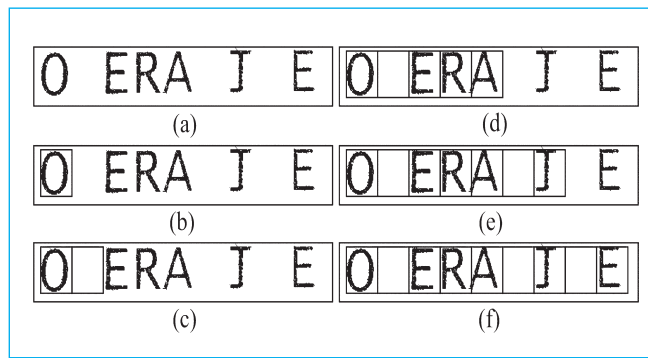 O ERA J E
O ERA J E
(a)
(d)
O ERA J E
O ERA J E
(b)
(e)
O ERA J E
O ERA J E
(c)
(f)